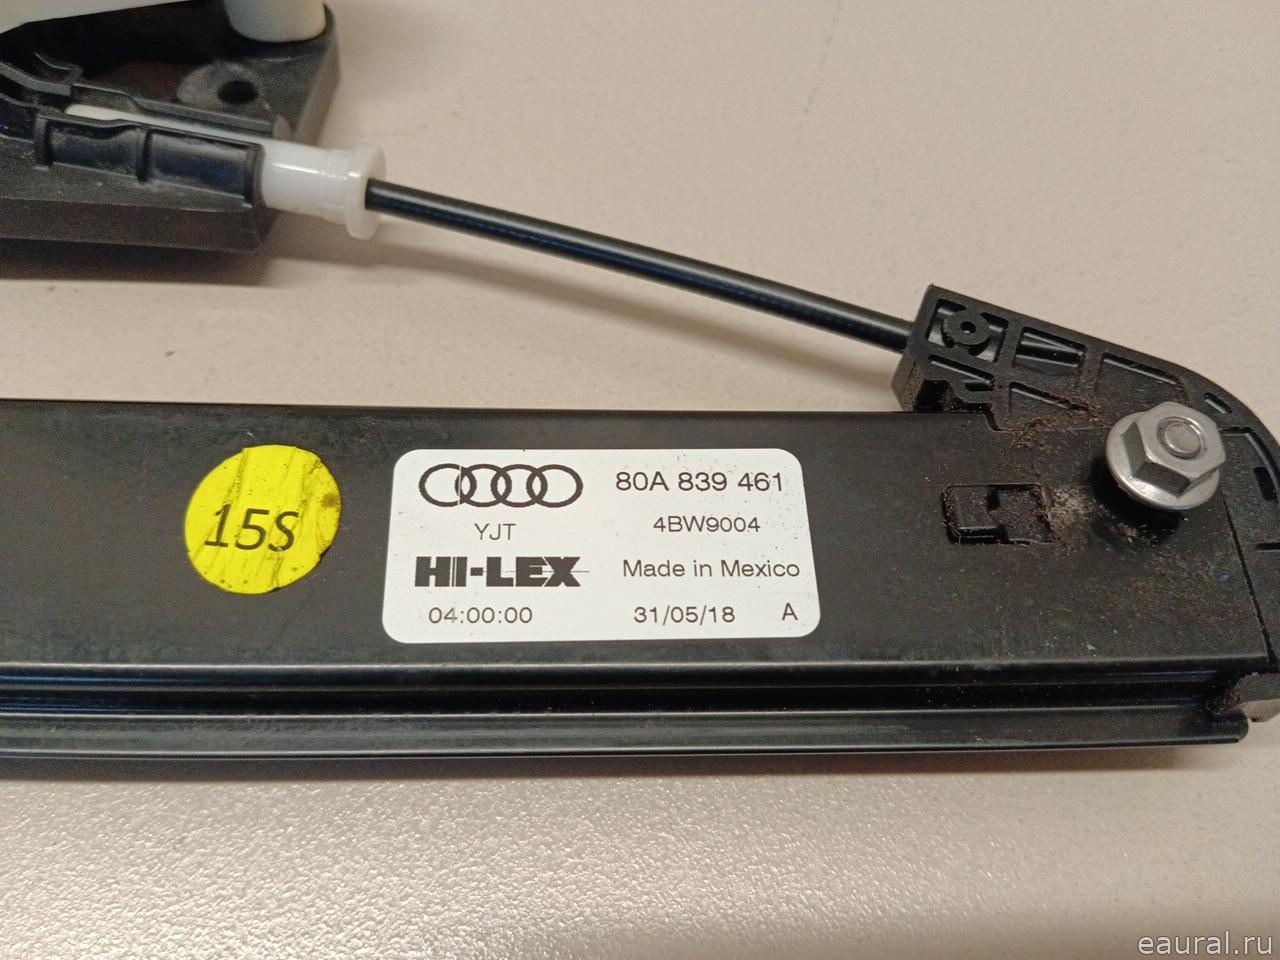 15S
80A 839 461
YJT
4BW9004
HI-LEX
Made in Mexico
04:00:00
31/05/18
A
eaural.ru